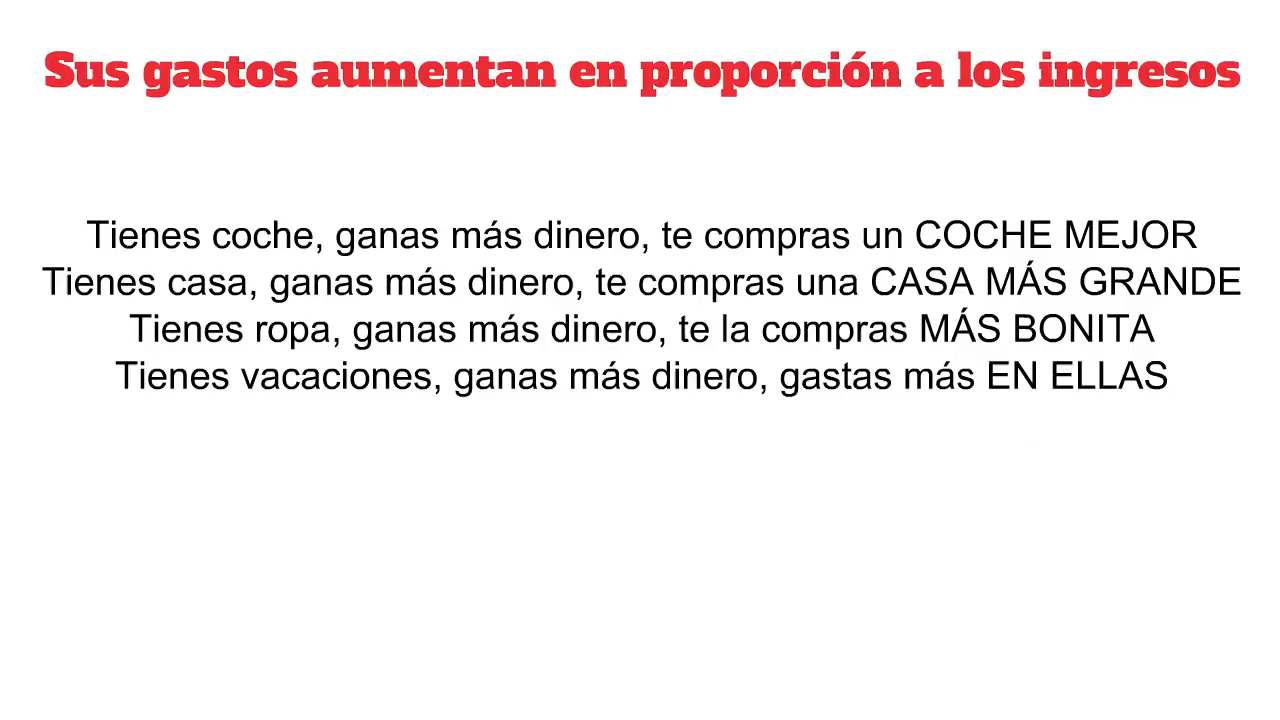 Sus gastos aumentan en proporción a los ingresos
Tienes coche, ganas más dinero, te compras un COCHE MEJOR
Tienes casa, ganas más dinero, te compras una CASA MÁS GRANDE
Tienes ropa, ganas más dinero, te la compras MÁS BONITA
Tienes vacaciones, ganas más dinero, gastas más EN ELLAS